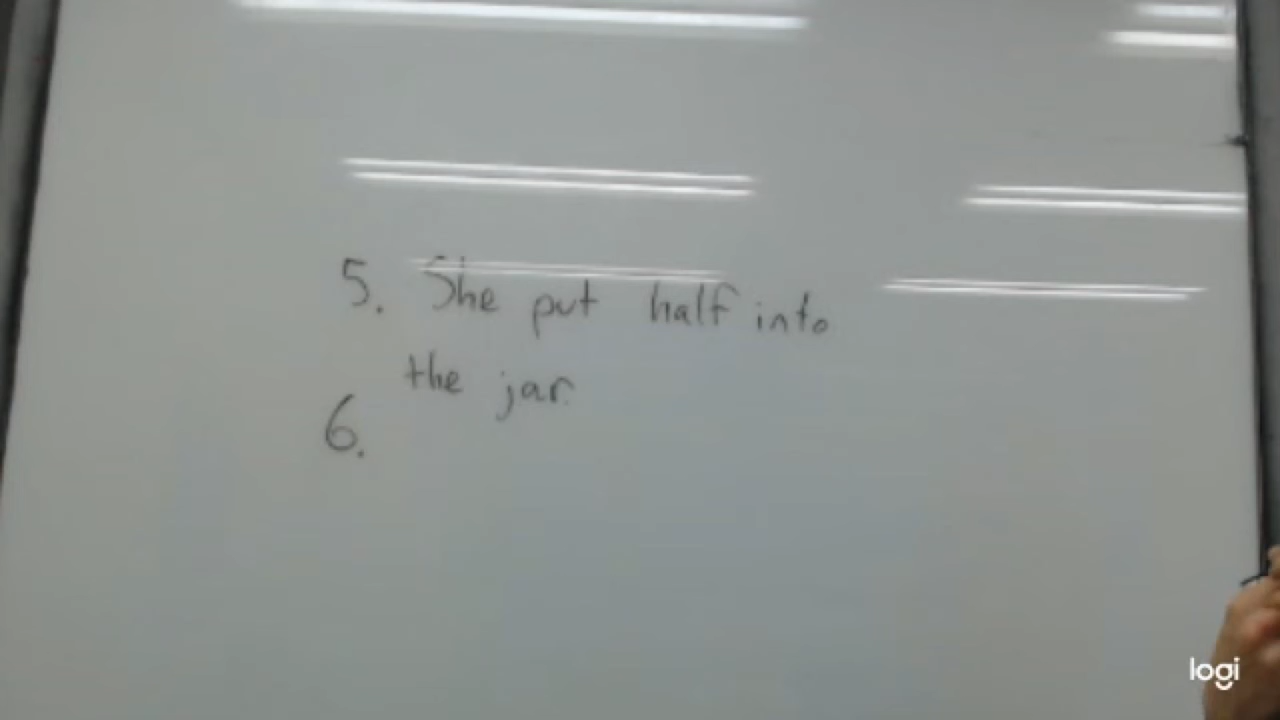 5. She put half into
the jar.
6.
logi